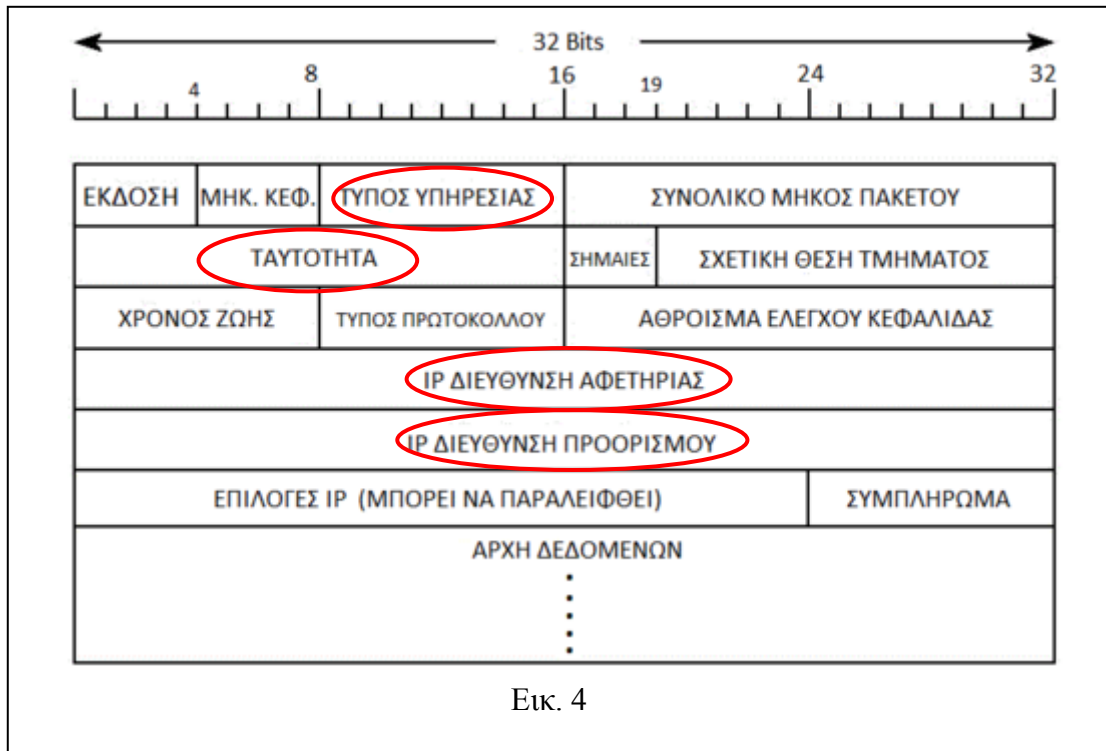 32 Bits
4 8 16 19 24 32
ΕΚΔΟΣΗ ΜΗΚ. ΚΕΦ. ΤΥΠΟΣ ΥΠΗΡΕΣΙΑΣ ΣΥΝΟΛΙΚΟ ΜΗΚΟΣ ΠΑΚΕΤΟΥ
ΤΑΥΤΟΤΗΤΑ ΣΗΜΑΙΕΣ ΣΧΕΤΙΚΗ ΘΕΣΗ ΤΜΗΜΑΤΟΣ
ΧΡΟΝΟΣ ΖΩΗΣ ΤΥΠΟΣ ΠΡΩΤΟΚΟΛΛΟΥ ΑΘΡΟΙΣΜΑ ΕΛΕΓΧΟΥ ΚΕΦΑΛΙΔΑΣ
IP ΔΙΕΥΘΥΝΣΗ ΑΦΕΤΗΡΙΑΣ
IP ΔΙΕΥΘΥΝΣΗ ΠΡΟΟΡΙΣΜΟΥ
ΕΠΙΛΟΓΕΣ IP (ΜΠΟΡΕΙ ΝΑ ΠΑΡΑΛΕΙΦΘΕΙ) ΣΥΜΠΛΗΡΩΜΑ
ΑΡΧΗ ΔΕΔΟΜΕΝΩΝ
Εικ. 4